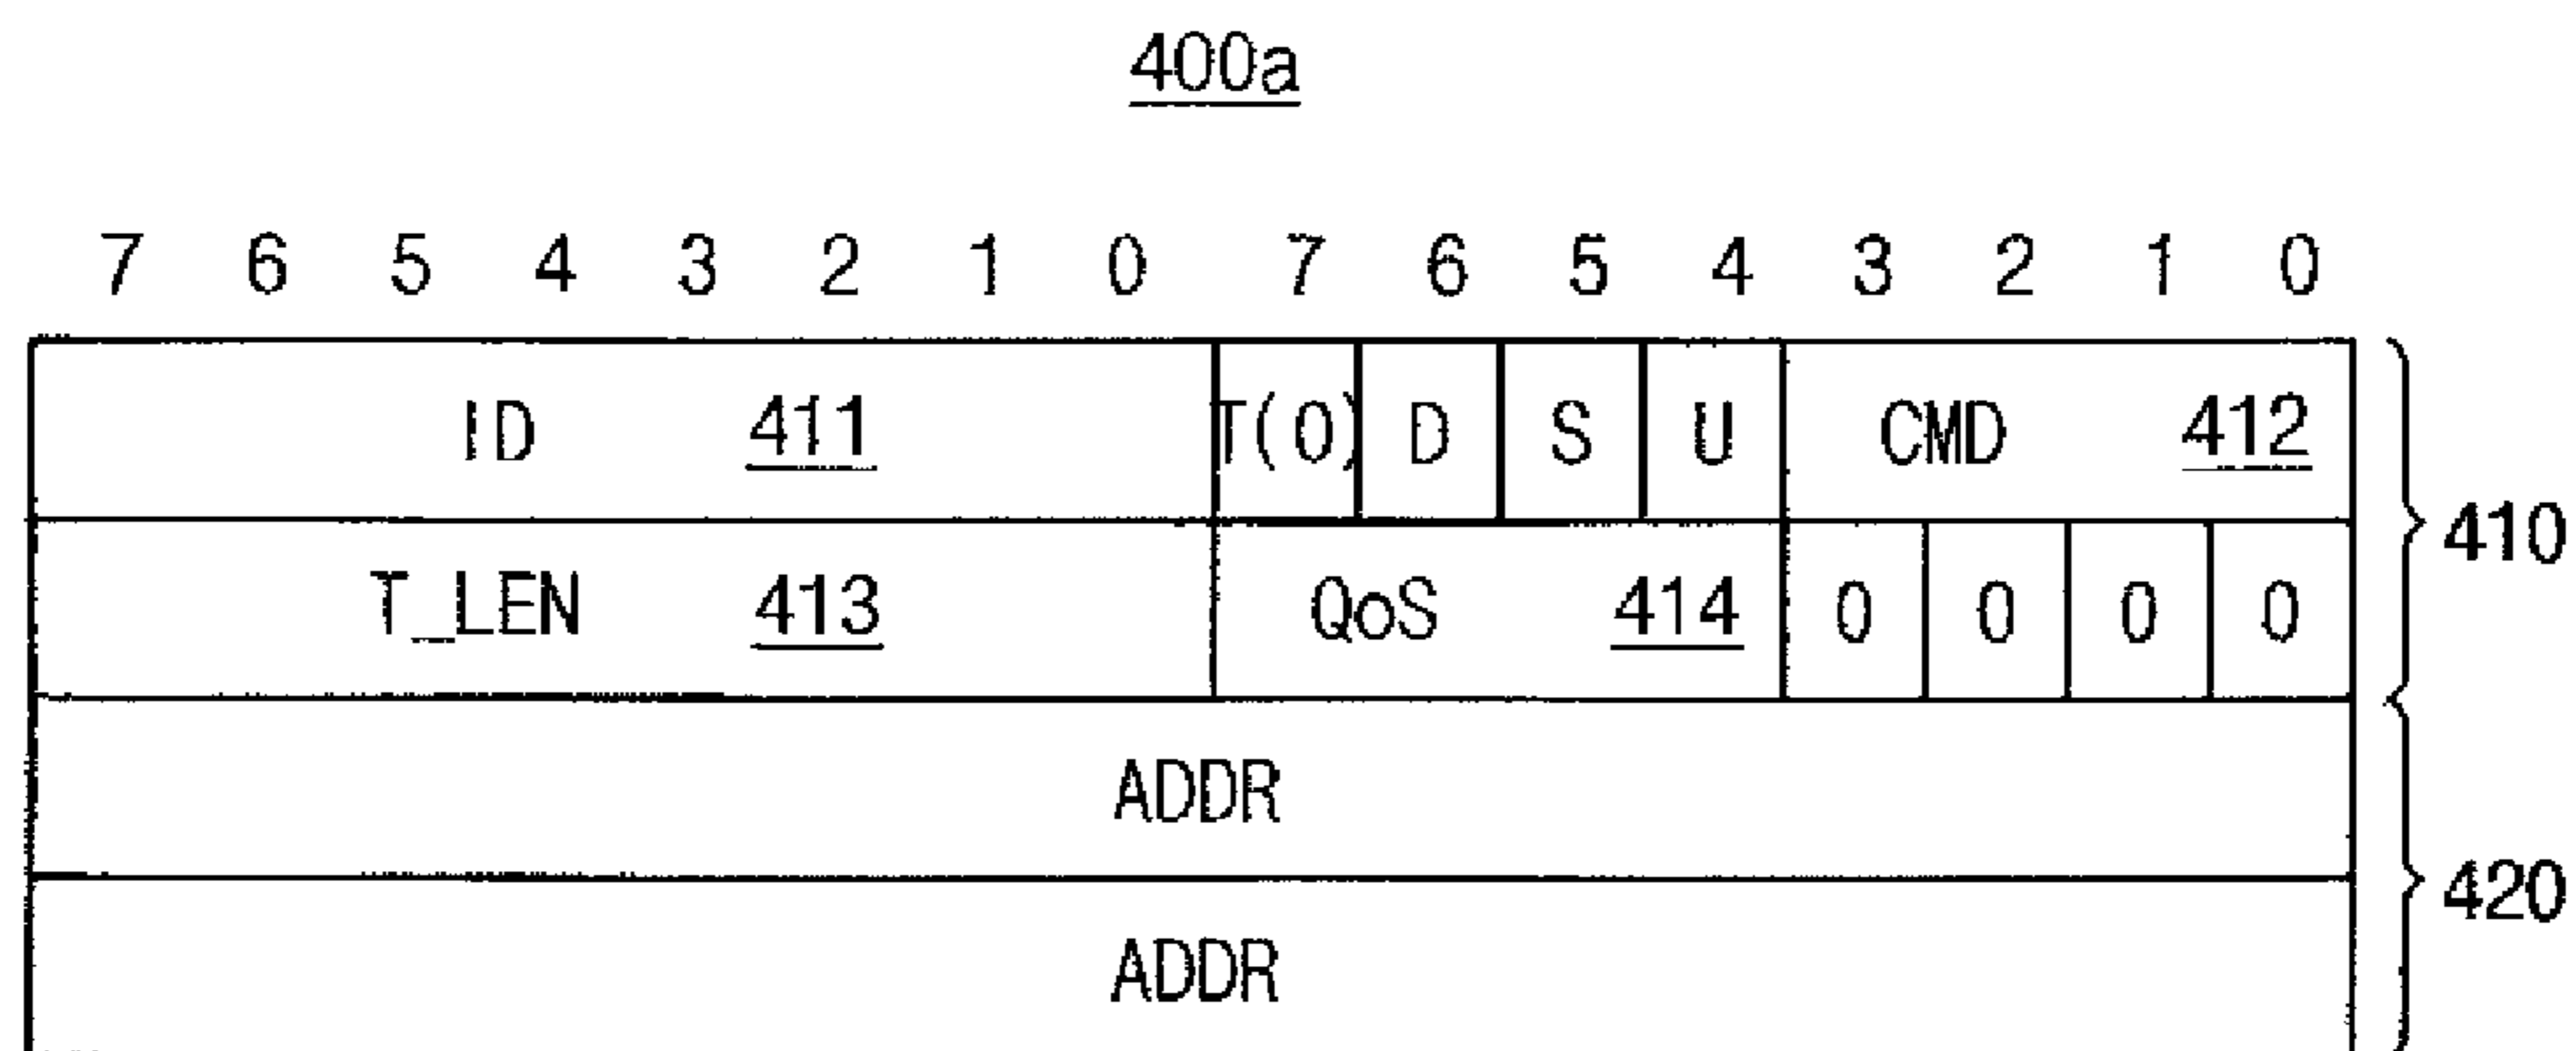 400a
7 6 5 4 3 2 1 0 7 6 5 4 3 2 1 0
ID 411 T(0) D S U CMD 412
410
T_LEN 413 QoS 414 0 0 0 0
ADDR
420
ADDR